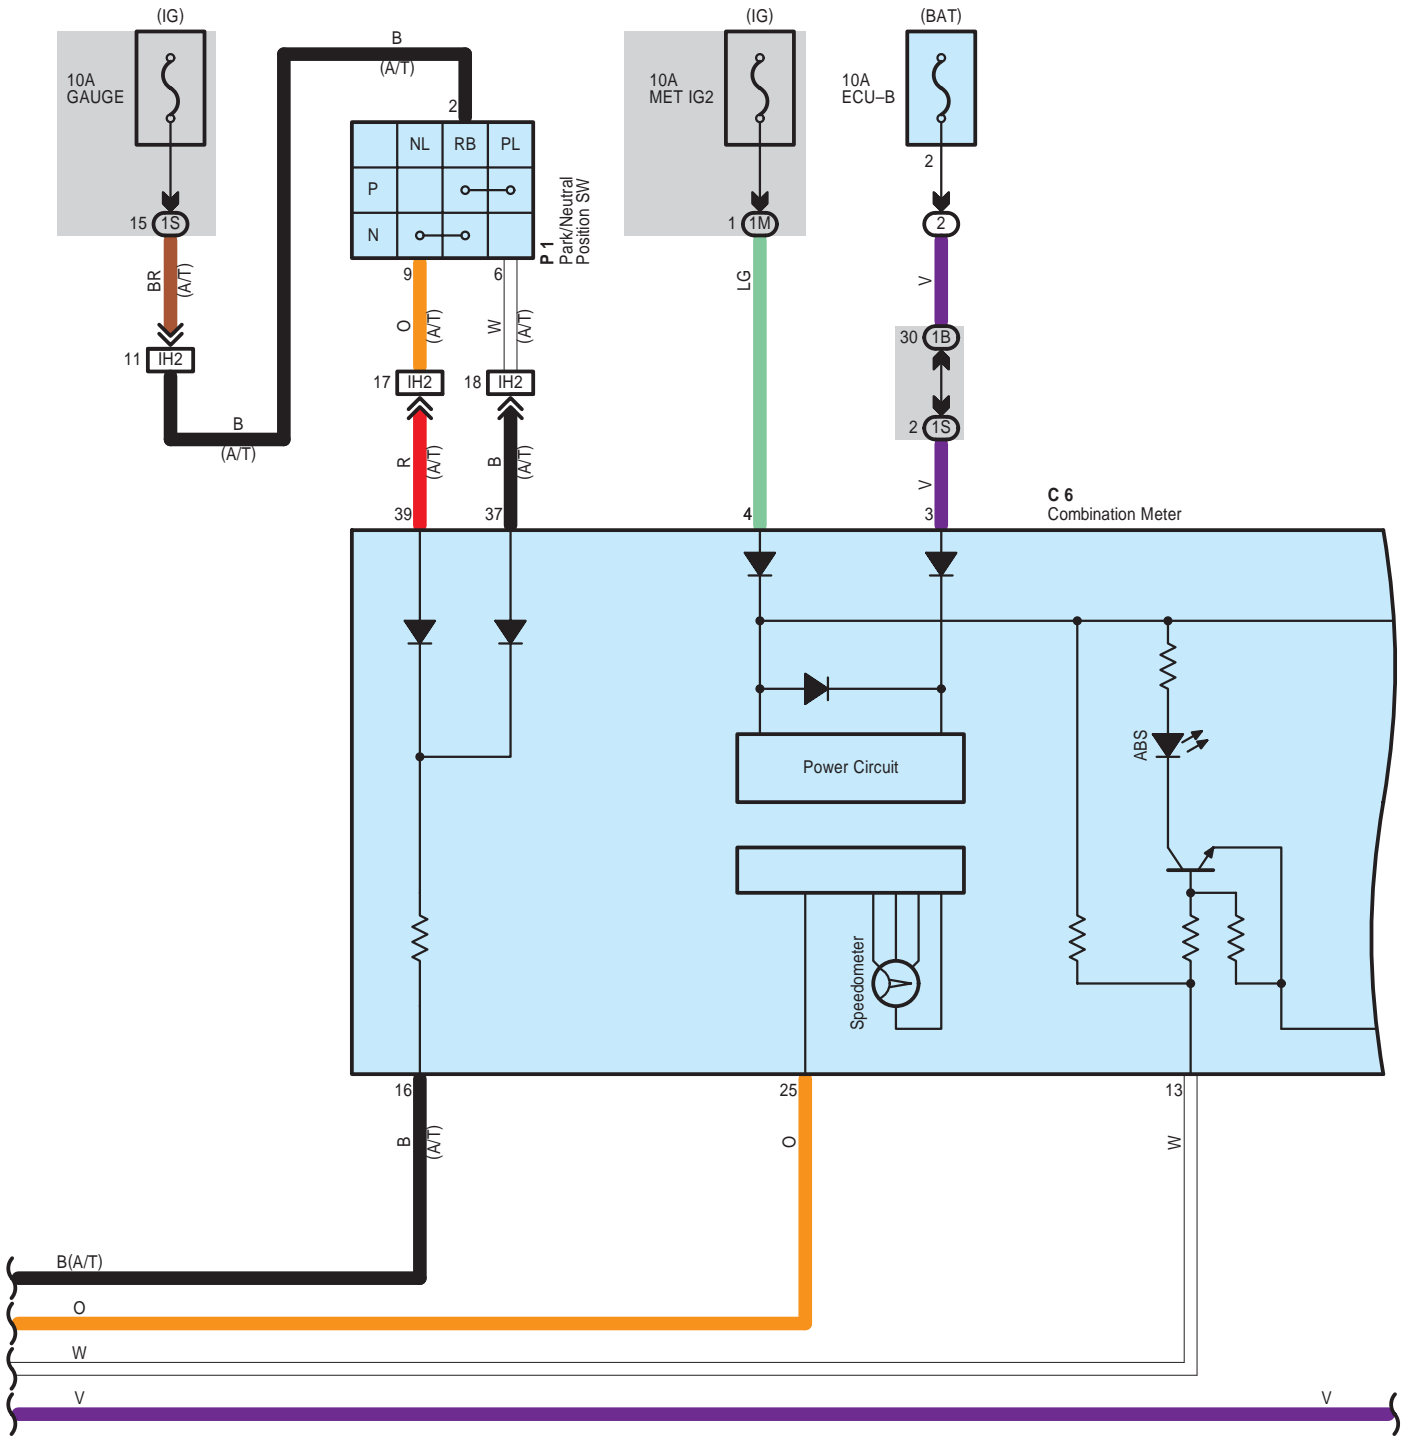 (IG)
(IG)
(BAT)
B
(A/T)
10A
GAUGE
10A
MET IG2
10A
ECU–B
2
NL RB PL
P
N
P 1
Park/Neutral
Position SW
2
15 1S
1 1M
2
BR
(A/T)
9
6
O
(A/T)
W
(A/T)
LG
V
30 1B
11 IH2
17 IH2
18 IH2
B
(A/T)
2 1S
R
(A/T)
B
(A/T)
V
C 6
Combination Meter
39
37
4
3
ABS
Power Circuit
Speedometer
16
25
13
B
(A/T)
O
W
B(A/T)
O
W
V
V